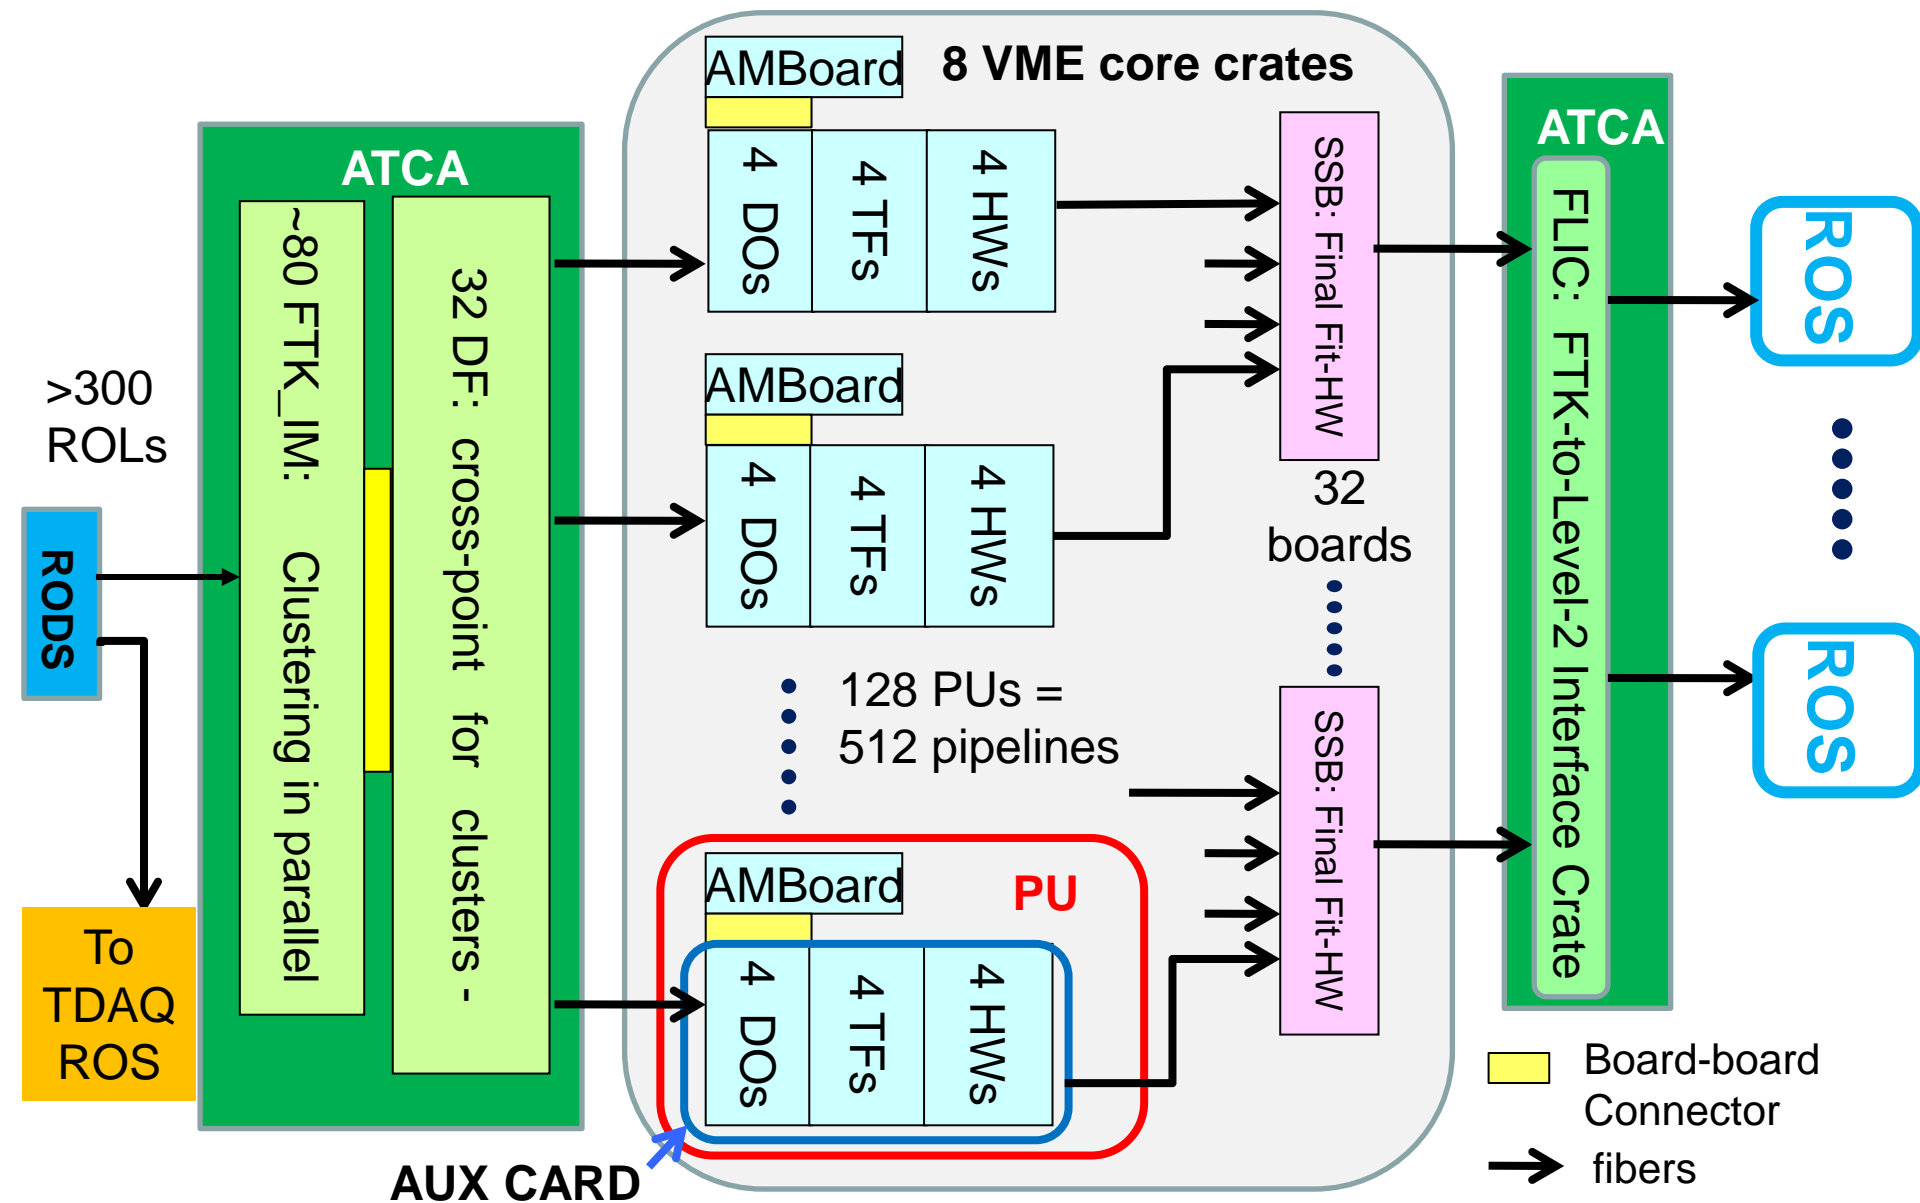 >300
ROLs
RODS
To
TDAQ
ROS
ATCA
~80 FTK_IM: Clustering in parallel
32 DF: cross-point for clusters -
8 VME core crates
AMBoard
4 DOs
4 TFs
4 HWs
AMBoard
4 DOs
4 TFs
4 HWs
128 PUs =
512 pipelines
AMBoard
PU
4 DOs
4 TFs
4 HWs
AUX CARD
SSB: Final Fit-HW
32
boards
SSB: Final Fit-HW
ATCA
FLIC: FTK-to-Level-2 Interface Crate
ROS
ROS
Board-board
Connector
fibers